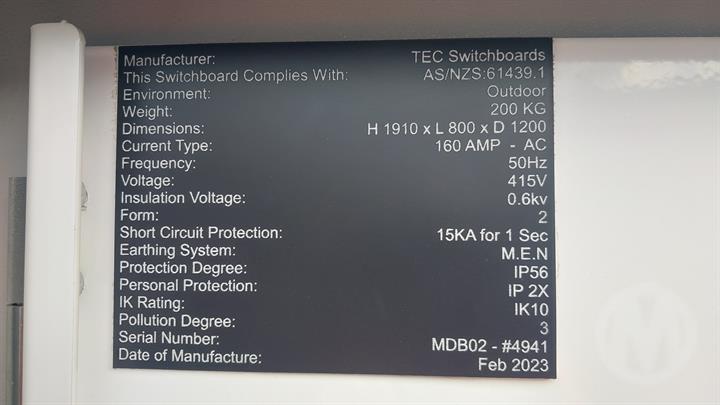 Manufacturer: TEC Switchboards
This Switchboard Complies With: AS/NZS:61439.1
Environment: Outdoor
Weight: 200 KG
Dimensions: H 1910 x L 800 x D 1200
Current Type: 160 AMP - AC
Frequency: 50Hz
Voltage: 415V
Insulation Voltage: 0.6kv
Form: 2
Short Circuit Protection: 15KA for 1 Sec
Earthing System: M.E.N
Protection Degree: IP56
Personal Protection: IP 2X
IK Rating: IK10
Pollution Degree: 3
Serial Number: MDB02 - #4941
Date of Manufacture: Feb 2023
M